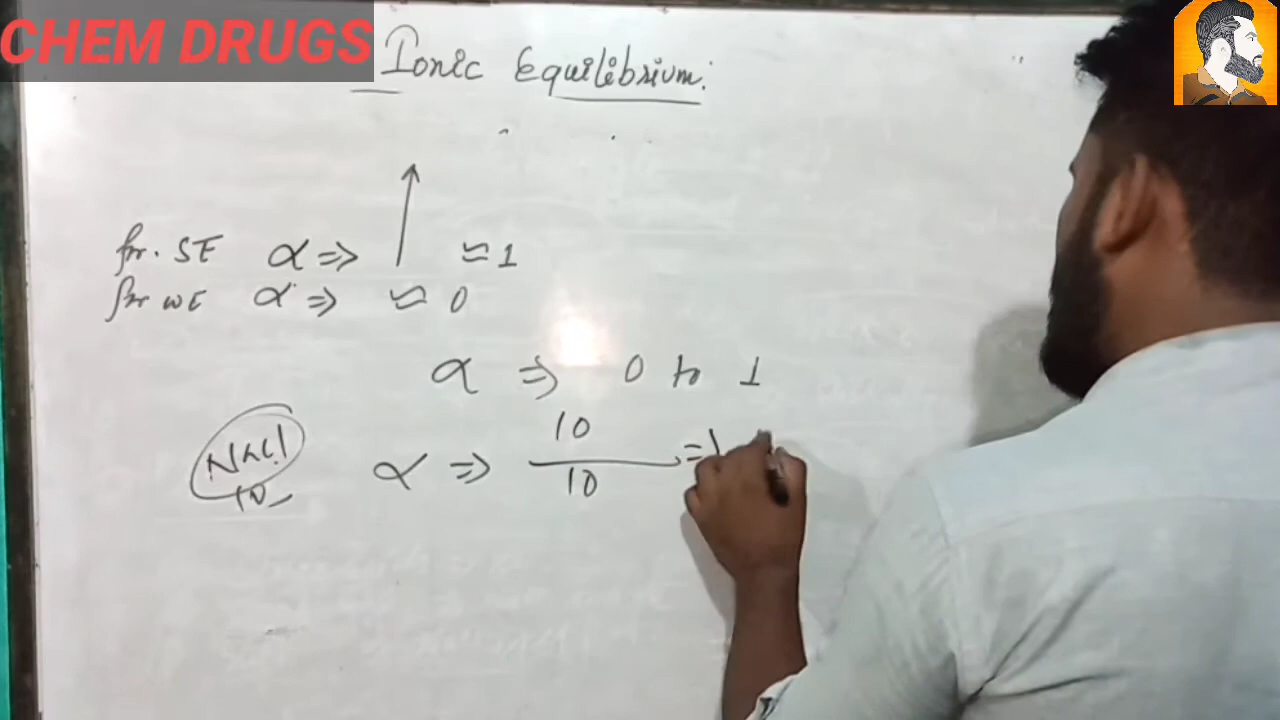 CHEM DRUGS
Ionic Equilibrium.
for. SE α ⇒ ↑ ≈ 1
for WE α ⇒ ≈ 0
α ⇒ 0 to 1
NaCl
10
α ⇒ 10/10 = 1